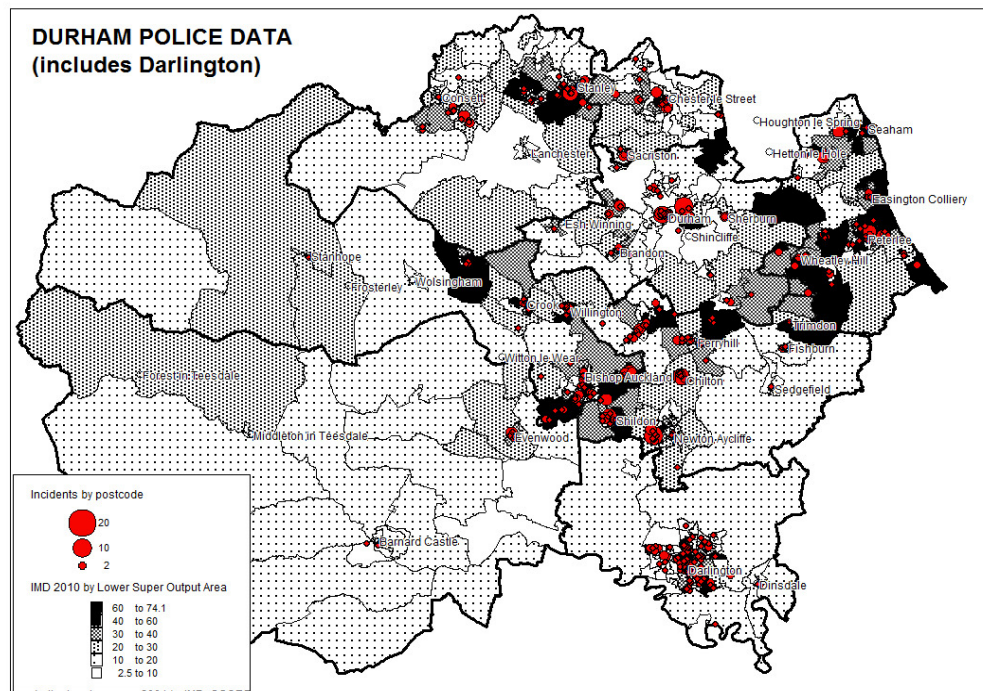 DURHAM POLICE DATA
(includes Darlington)
Stanley
Consett
Chester le Street
Houghton le Spring
Seaham
Lanchester
Sacriston
Hetton le Hole
Easington Colliery
Durham
Sherburn
Esh Winning
Shincliffe
Peterlee
Brandon
Wheatley Hill
Stanhope
Wolsingham
Frosterley
Crook
Willington
Trimdon
Ferryhill
Fishburn
Witton le Wear
Forest in Teesdale
Bishop Auckland
Chilton
Sedgefield
Shildon
Middleton in Teesdale
Evenwood
Newton Aycliffe
Barnard Castle
Darlington
Dinsdale
Incidents by postcode
20
10
2
IMD 2010 by Lower Super Output Area
60 to 74.1
40 to 60
30 to 40
20 to 30
10 to 20
2.5 to 10